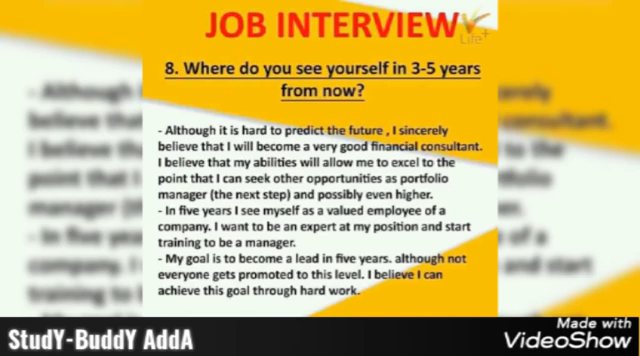 JOB INTERVIEW
Life+
8. Where do you see yourself in 3-5 years
from now?
- Although it is hard to predict the future , I sincerely
believe that I will become a very good financial consultant.
I believe that my abilities will allow me to excel to the
point that I can seek other opportunities as portfolio
manager (the next step) and possibly even higher.
- In five years I see myself as a valued employee of a
company. I want to be an expert at my position and start
training to be a manager.
- My goal is to become a lead in five years. although not
everyone gets promoted to this level. I believe I can
achieve this goal through hard work.
StudY-BuddY AddA
Made with
VideoShow